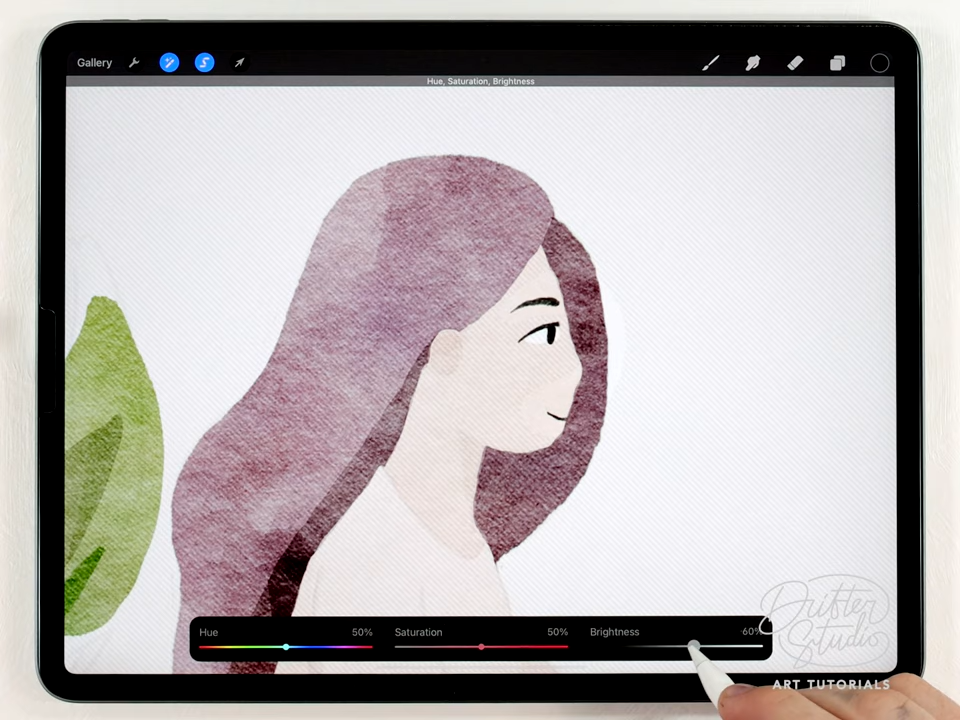 Gallery
Hue, Saturation, Brightness
Hue 50% Saturation 50% Brightness 60%
Drifter
Studio
ART TUTORIALS